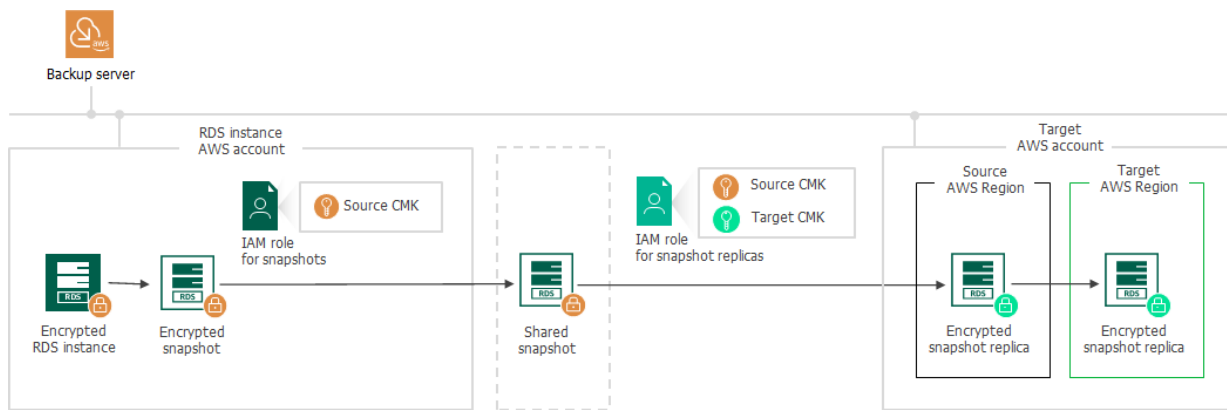 aws
Backup server
RDS instance
AWS account
Target
AWS account
Source
AWS Region
Target
AWS Region
Source CMK
Source CMK
Target CMK
IAM role
for snapshots
IAM role
for snapshot replicas
RDS
RDS
RDS
RDS
RDS
Encrypted
RDS instance
Encrypted
snapshot
Shared
snapshot
Encrypted
snapshot replica
Encrypted
snapshot replica